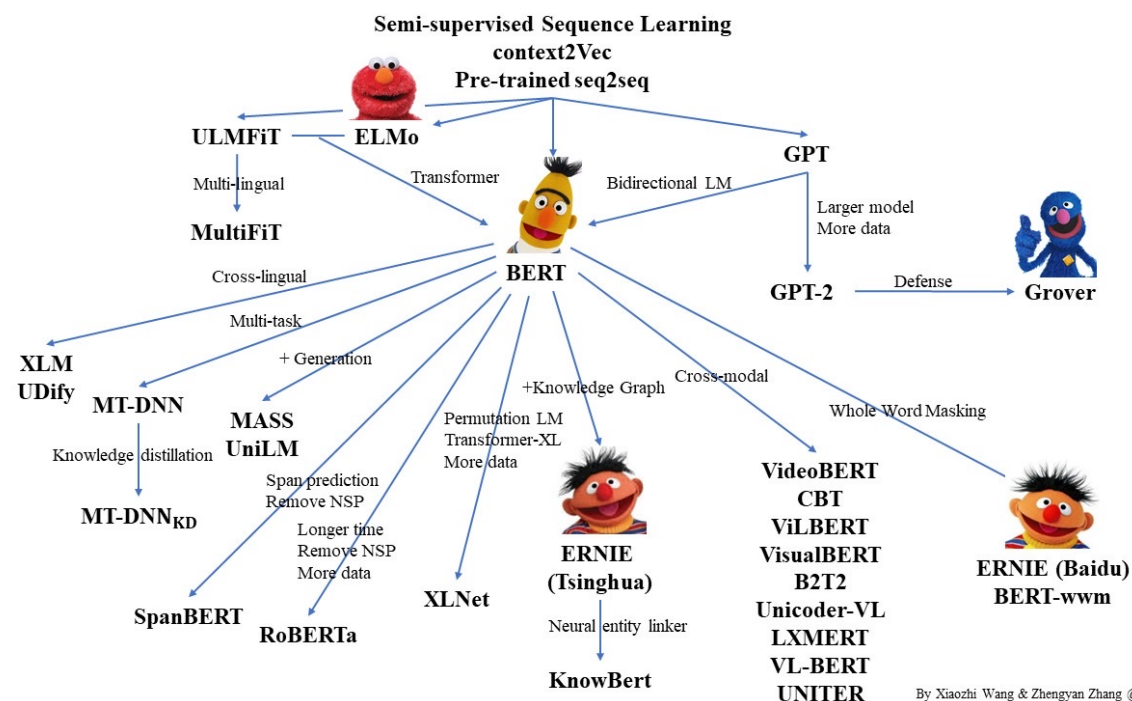 Semi-supervised Sequence Learning
context2Vec
Pre-trained seq2seq
ULMFiT
ELMo
GPT
Multi-lingual
Transformer
Bidirectional LM
Larger model
More data
MultiFiT
BERT
GPT-2
Defense
Grover
Cross-lingual
Multi-task
+ Generation
+Knowledge Graph
Cross-modal
Whole Word Masking
XLM
UDify
MT-DNN
MASS
UniLM
Permutation LM
Transformer-XL
More data
Knowledge distillation
Span prediction
Remove NSP
MT-DNNKD
Longer time
Remove NSP
More data
VideoBERT
CBT
ViLBERT
VisualBERT
B2T2
Unicoder-VL
LXMERT
VL-BERT
UNITER
ERNIE
(Tsinghua)
ERNIE (Baidu)
BERT-wwm
SpanBERT
RoBERTa
XLNet
Neural entity linker
KnowBert
By Xiaozhi Wang & Zhengyan Zhang @